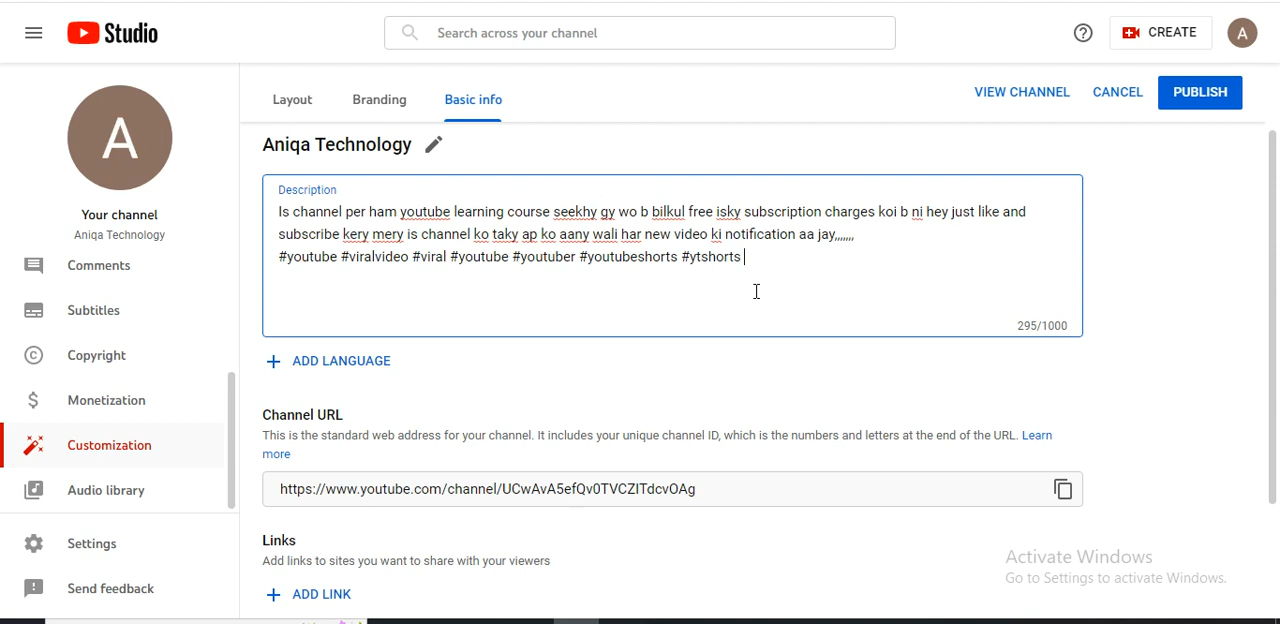 Studio
Search across your channel
CREATE
A
A
Your channel
Aniqa Technology
Comments
Subtitles
Copyright
Monetization
Customization
Audio library
Settings
Send feedback
Layout
Branding
Basic info
VIEW CHANNEL
CANCEL
PUBLISH
Aniqa Technology
Description
Is channel per ham youtube learning course seekhy gy wo b bilkul free isky subscription charges koi b ni hey just like and
subscribe kery mery is channel ko taky ap ko aany wali har new video ki notification aa jay,,,,,,,
#youtube #viralvideo #viral #youtube #youtuber #youtubeshorts #ytshorts
295/1000
ADD LANGUAGE
Channel URL
This is the standard web address for your channel. It includes your unique channel ID, which is the numbers and letters at the end of the URL. Learn
more
https://www.youtube.com/channel/UCwAvA5efQv0TVCZITdcvOAg
Links
Add links to sites you want to share with your viewers
ADD LINK
Activate Windows
Go to Settings to activate Windows.